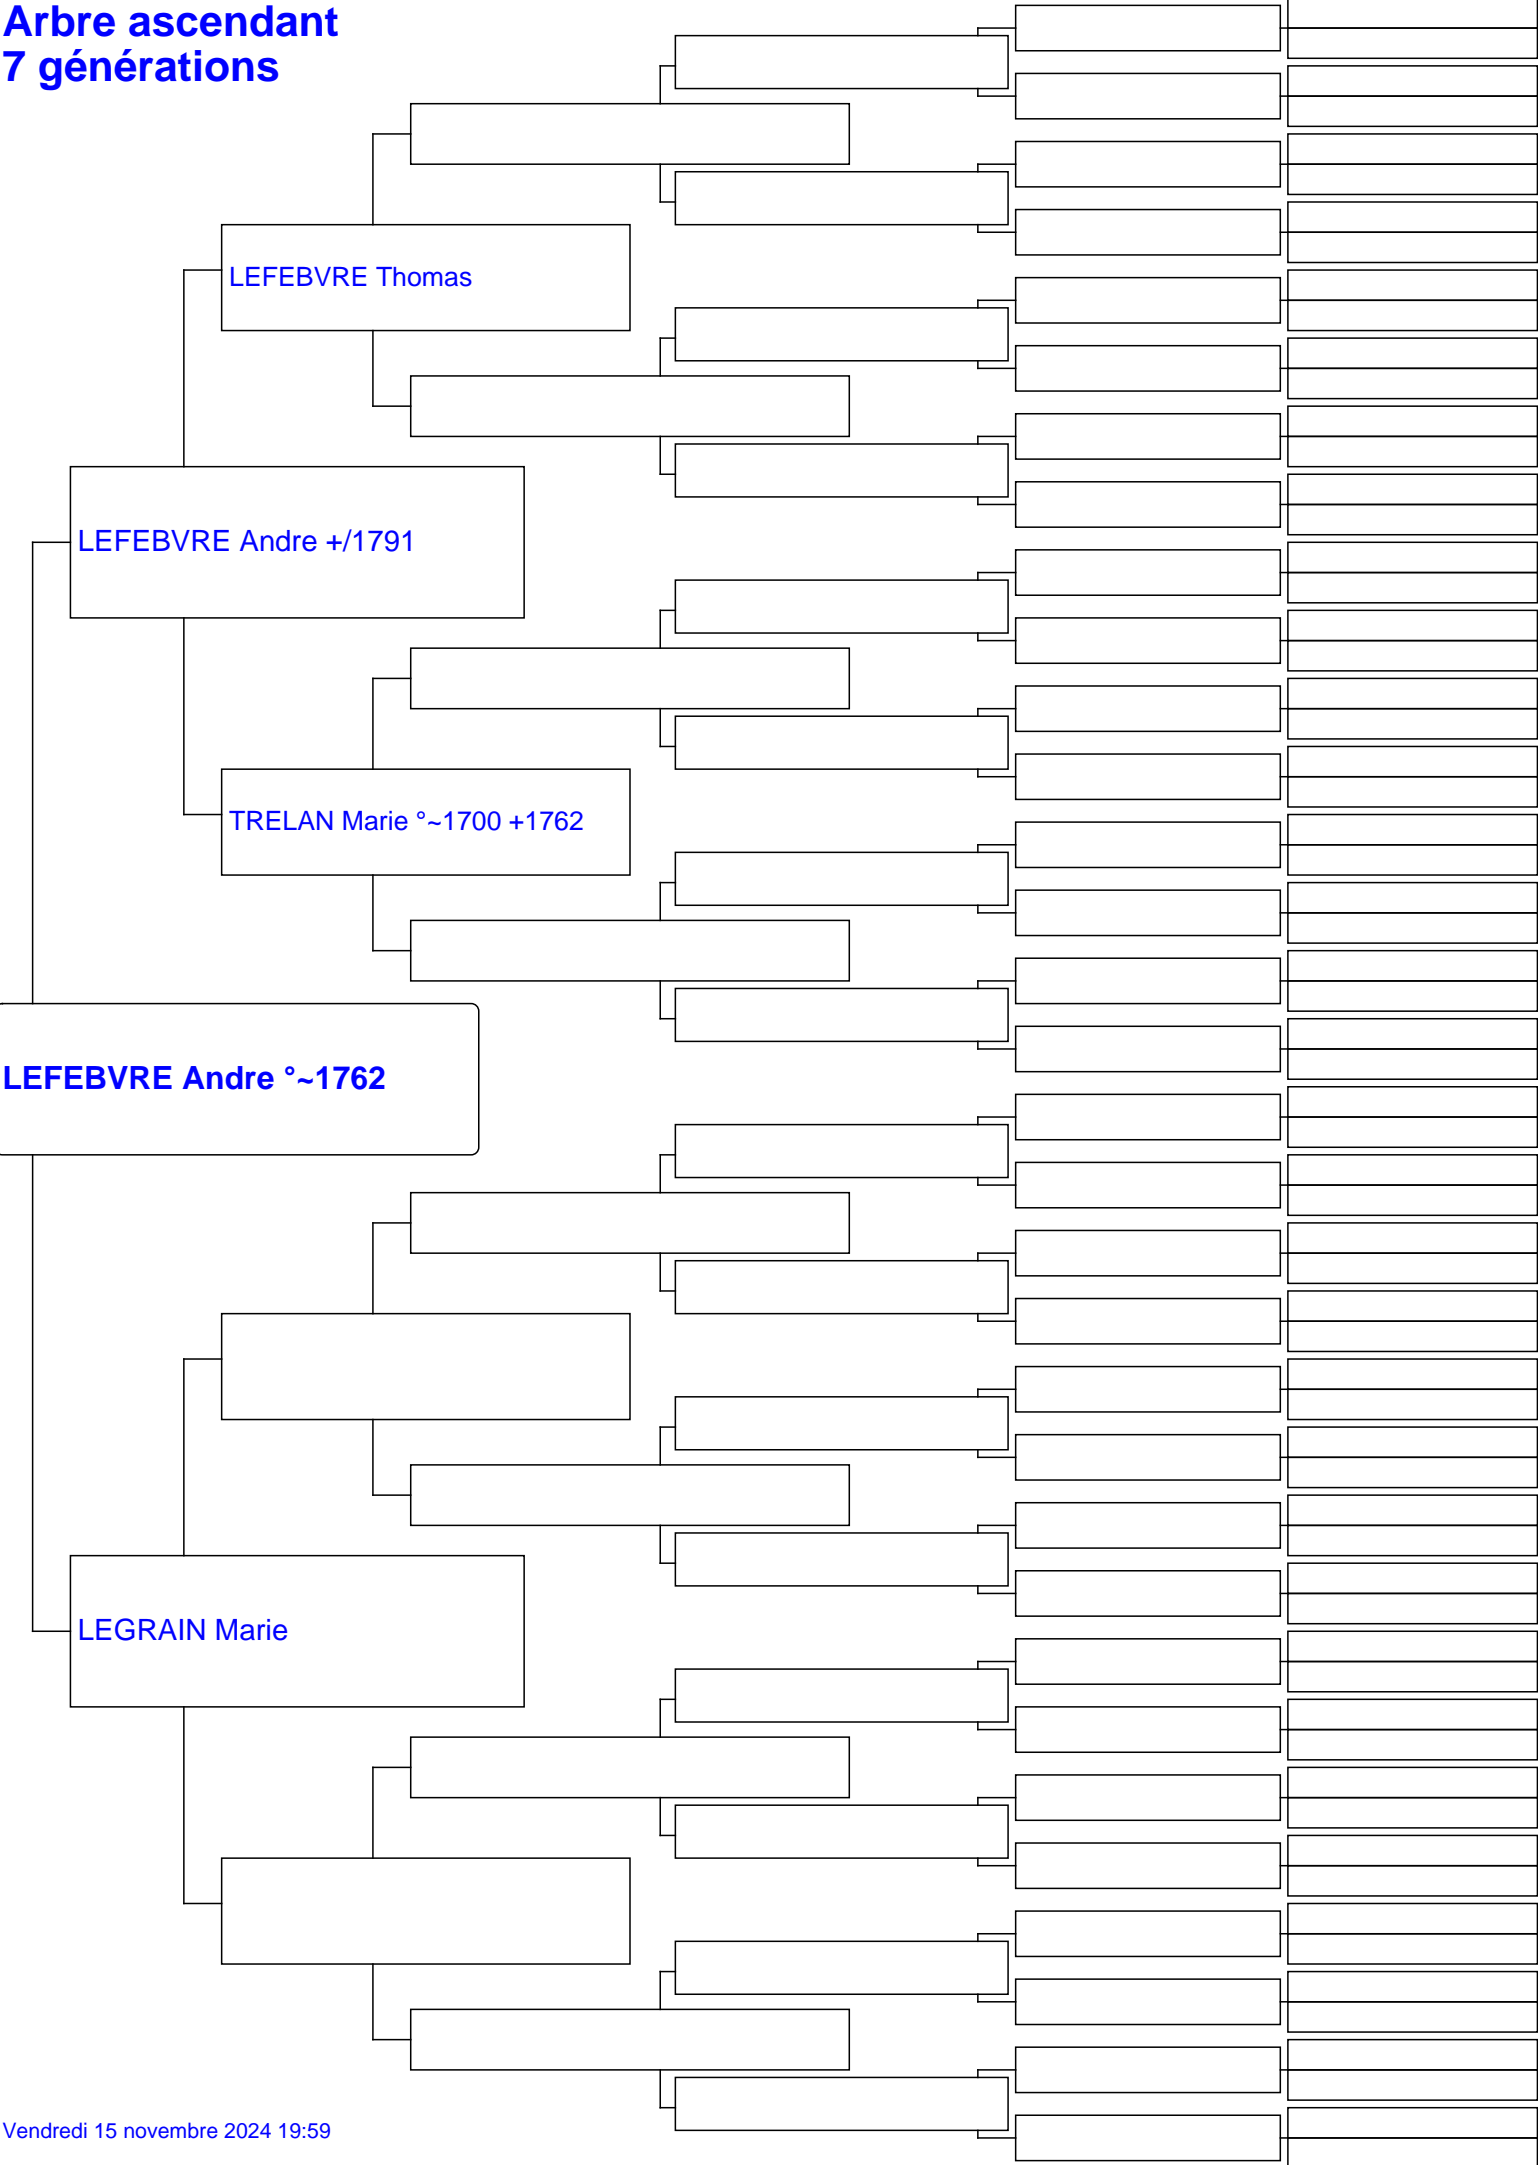 Arbre ascendant
7 générations
LEFEBVRE Thomas
LEFEBVRE Andre +/1791
TRELAN Marie °~1700 +1762
LEFEBVRE Andre °~1762
LEGRAIN Marie
Vendredi 15 novembre 2024 19:59